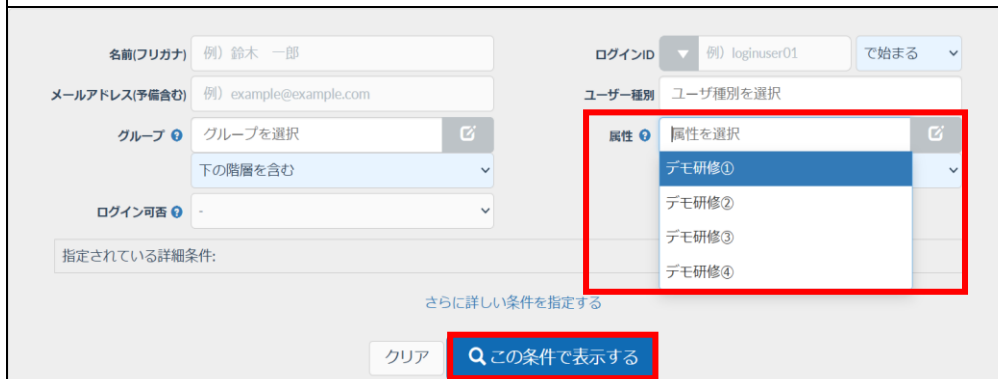 名前(フリガナ) 例) 鈴木　一郎 ログインID 例) loginuser01 で始まる
メールアドレス(予備含む) 例) example@example.com ユーザー種別 ユーザ種別を選択
グループ グループを選択 属性 属性を選択
下の階層を含む デモ研修①
デモ研修②
ログイン可否 -
デモ研修③
指定されている詳細条件:
デモ研修④
さらに詳しい条件を指定する
クリア この条件で表示する